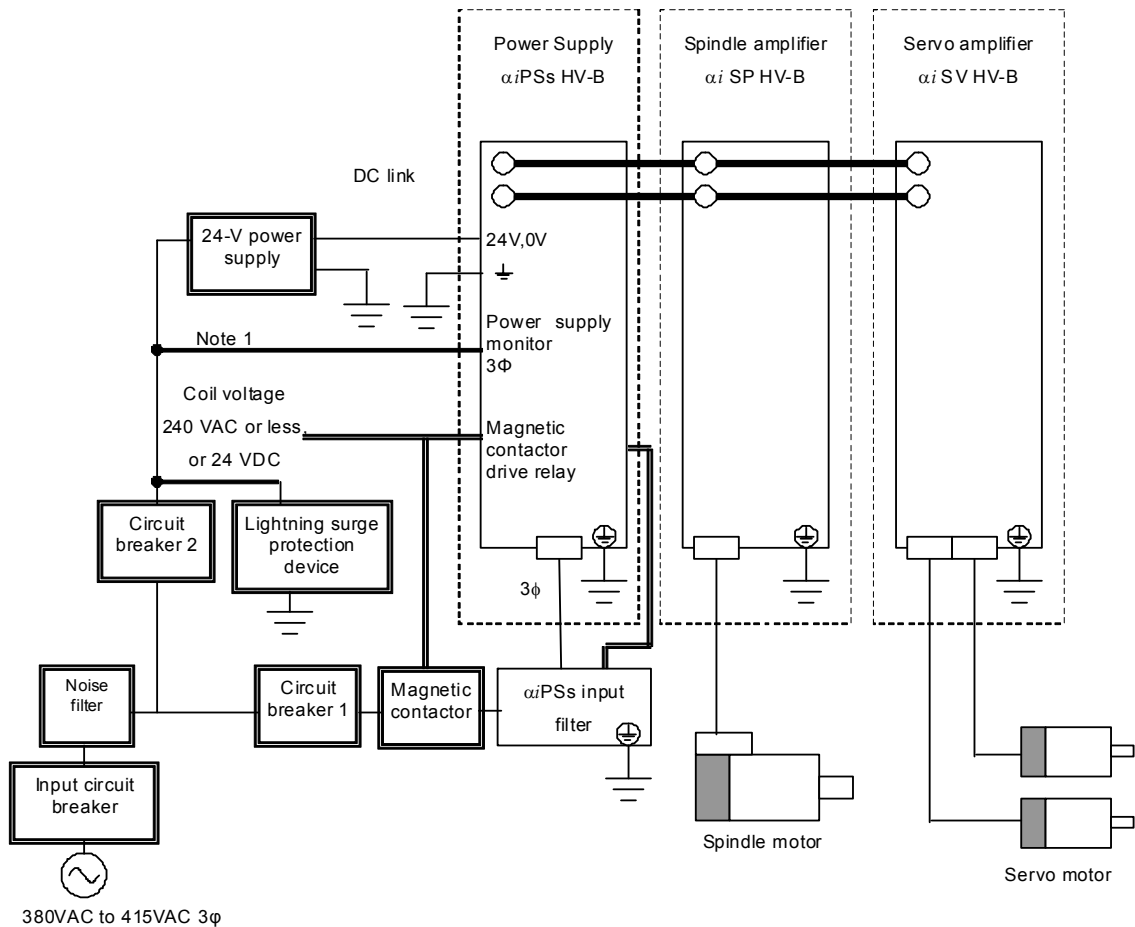 Power Supply
αiPSs HV-B
Spindle amplifier
αi SP HV-B
Servo amplifier
αi SV HV-B
DC link
24-V power
supply
24V,0V
Note 1
Power supply
monitor
3Φ
Coil voltage
240 VAC or less,
or 24 VDC
Magnetic
contactor
drive relay
Circuit
breaker 2
Lightning surge
protection
device
3ϕ
Noise
filter
Circuit
breaker 1
Magnetic
contactor
αiPSs input
filter
Input circuit
breaker
Spindle motor
Servo motor
380VAC to 415VAC 3φ